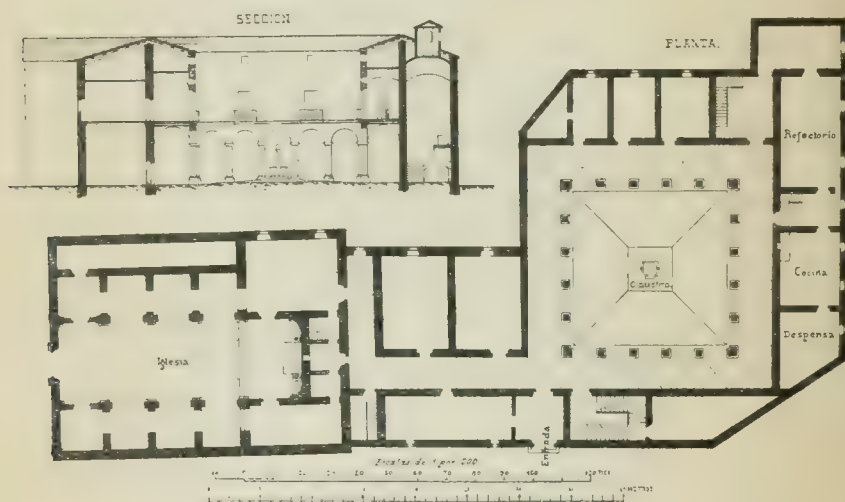 SECCION
PLANTA.
Refectorio
Cocina
Despensa
Claustro
Iglesia
Entrada
Escalas de 1 por 200